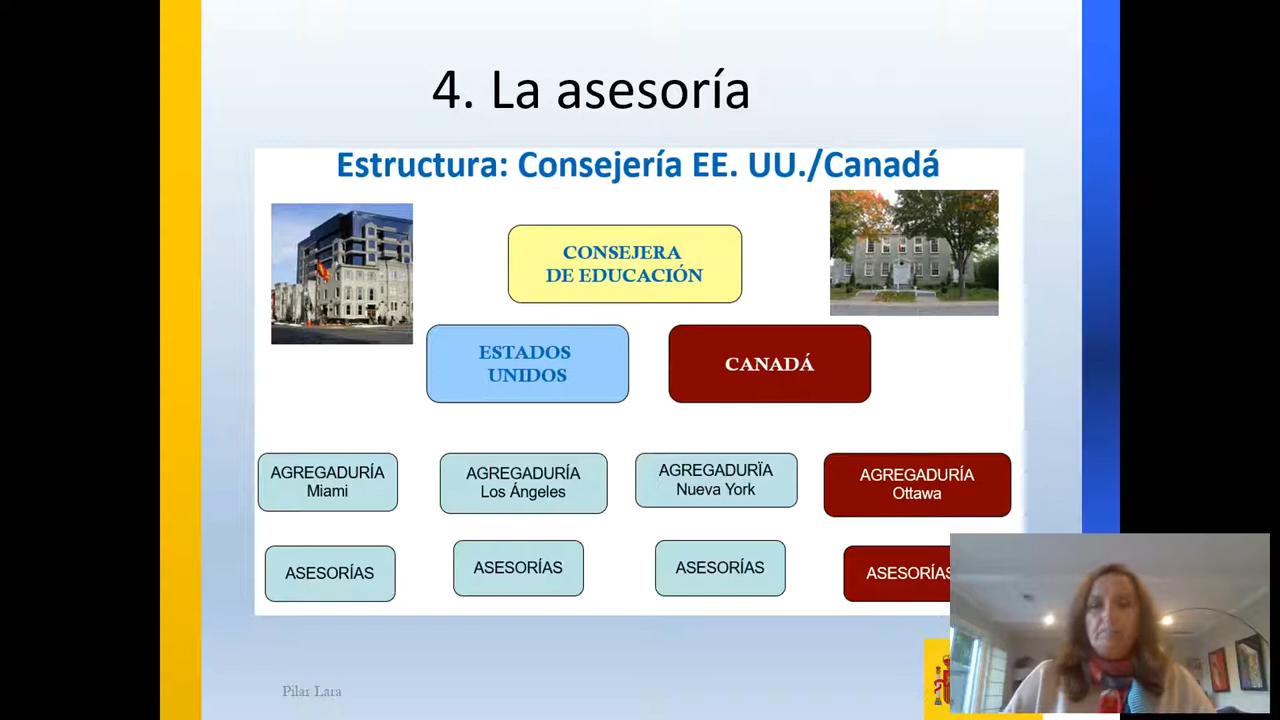 4. La asesoría
Estructura: Consejería EE. UU./Canadá
CONSEJERA
DE EDUCACIÓN
ESTADOS
UNIDOS
CANADÁ
AGREGADURÍA
Miami
AGREGADURÍA
Los Ángeles
AGREGADURÏA
Nueva York
AGREGADURÍA
Ottawa
ASESORÍAS
ASESORÍAS
ASESORÍAS
ASESORÍAS
Pilar Lara